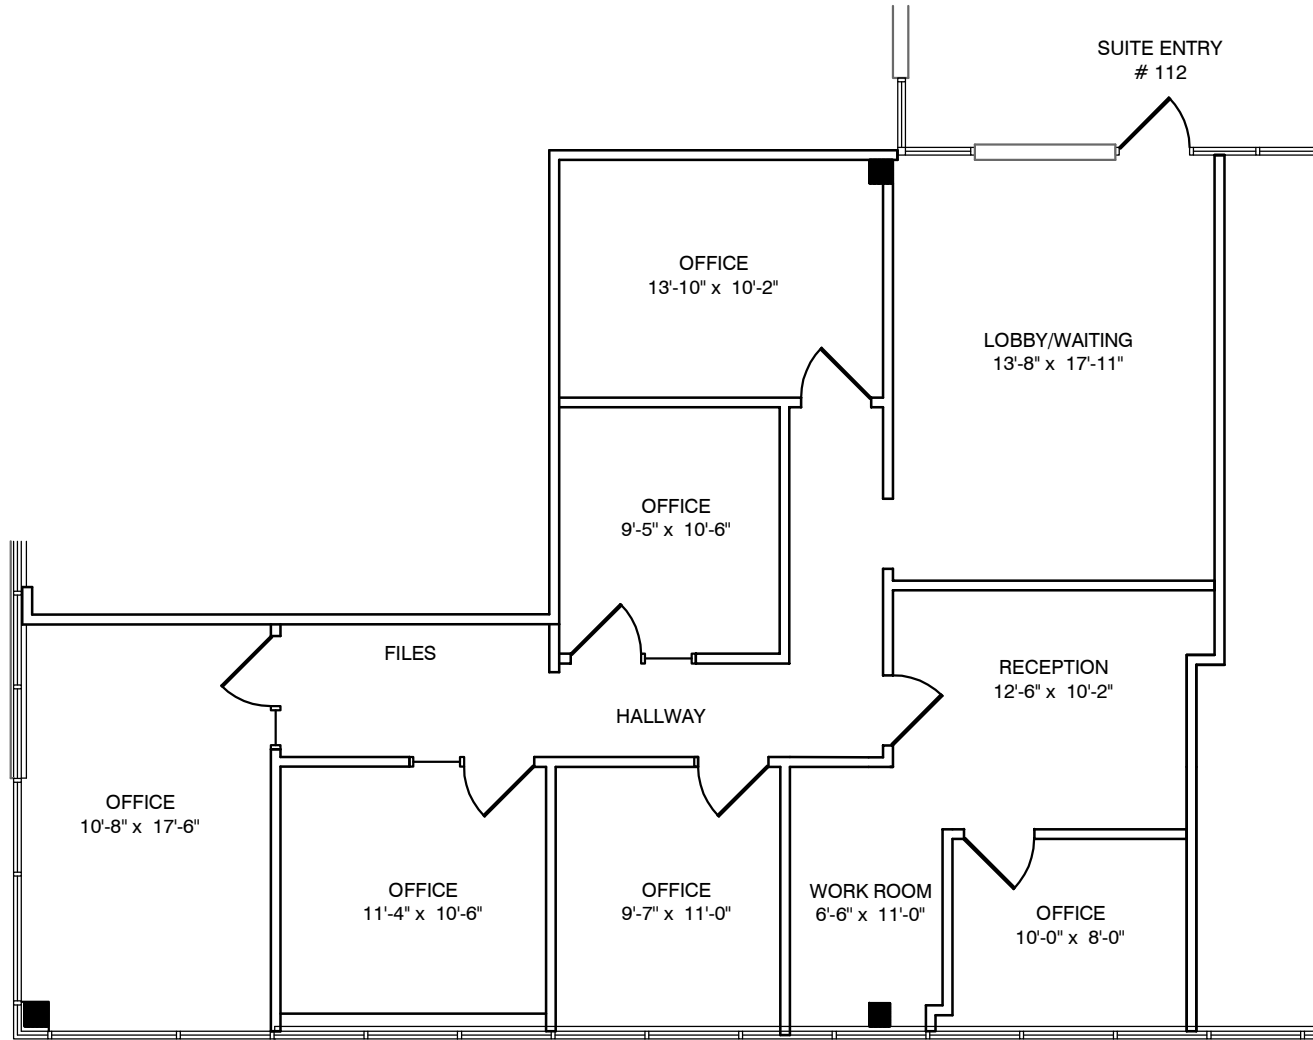 SUITE ENTRY
# 112
OFFICE
13'-10" x 10'-2"
LOBBY/WAITING
13'-8" x 17'-11"
OFFICE
9'-5" x 10'-6"
FILES
RECEPTION
12'-6" x 10'-2"
HALLWAY
OFFICE
10'-8" x 17'-6"
OFFICE
11'-4" x 10'-6"
OFFICE
9'-7" x 11'-0"
WORK ROOM
6'-6" x 11'-0"
OFFICE
10'-0" x 8'-0"